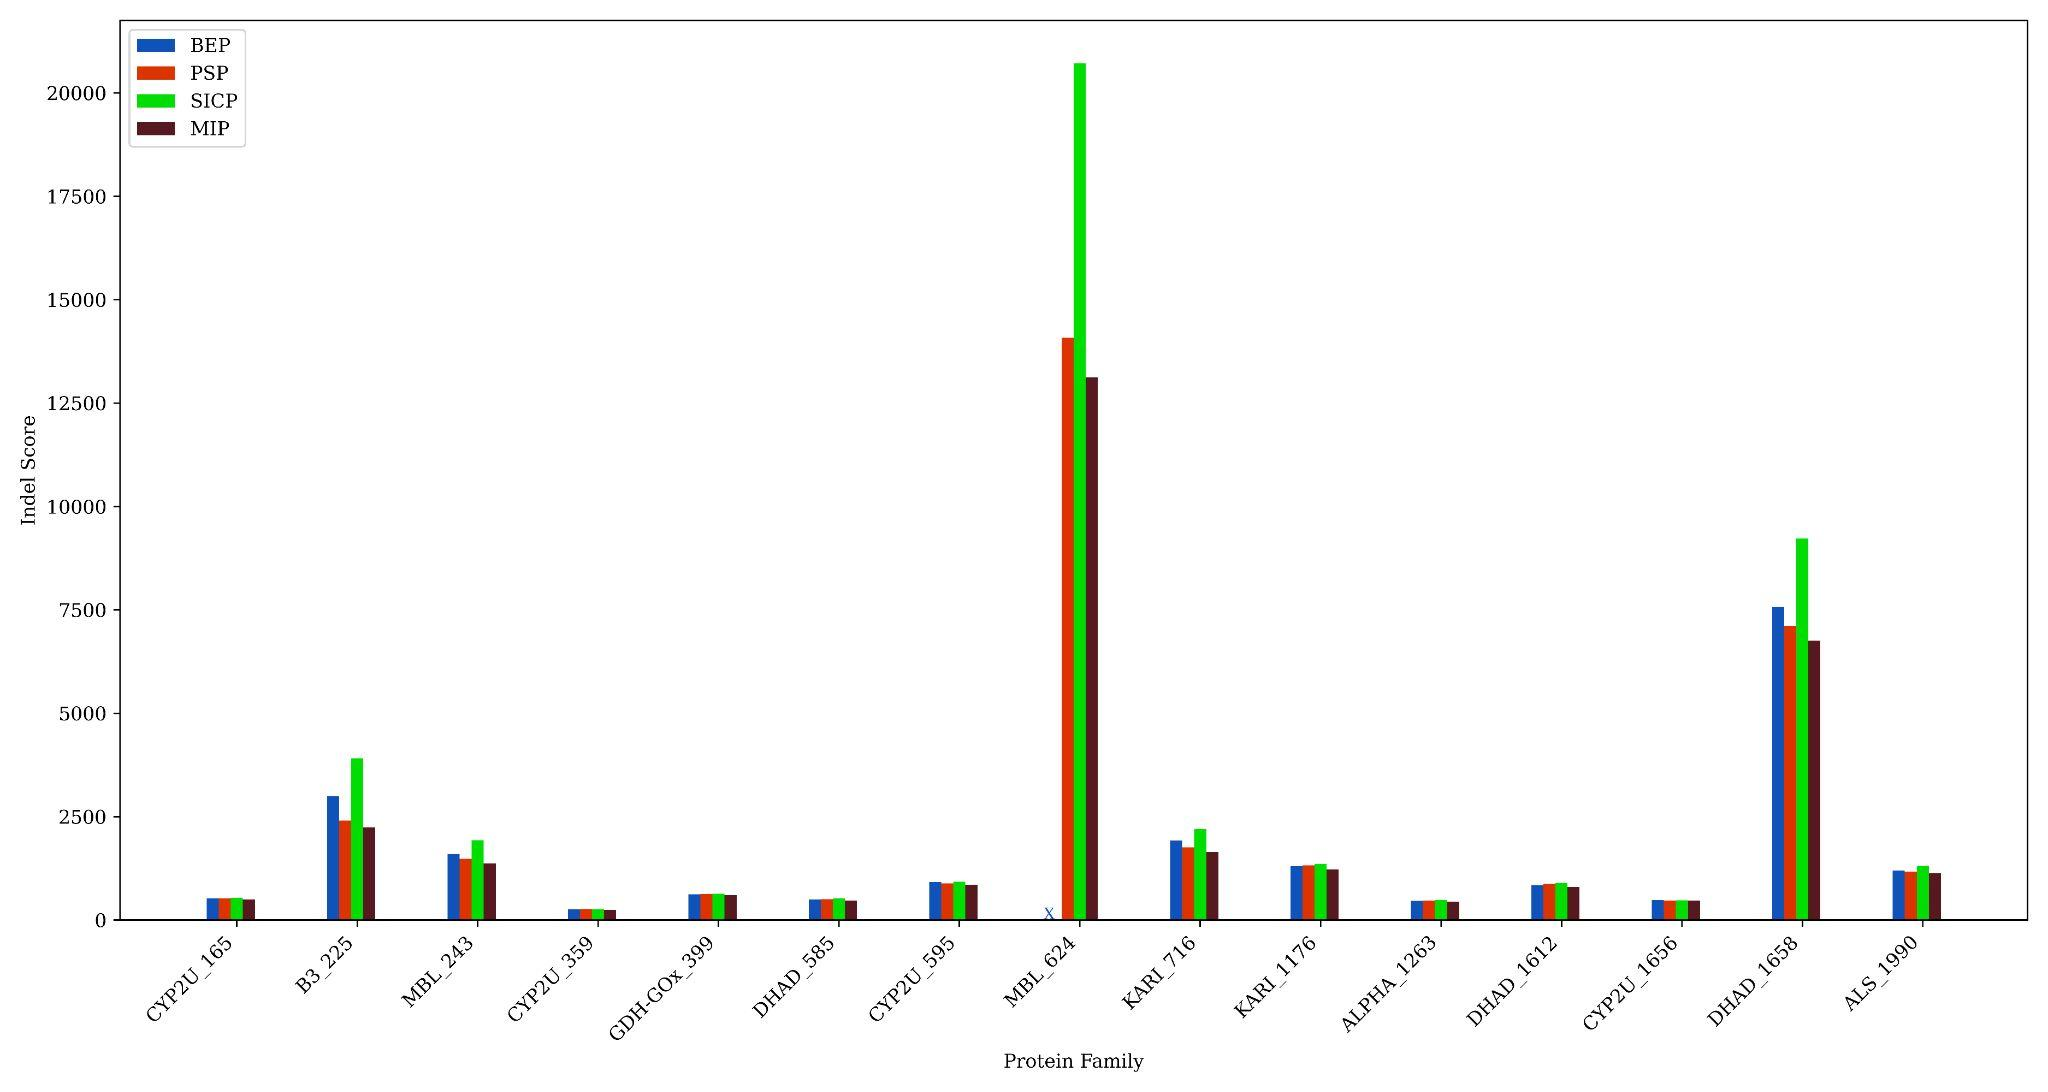 BEP
PSP
SICP
MIP
20000
17500
15000
12500
10000
7500
5000
2500
0
Indel Score
X
CYP2U_165
B3_225
MBL_243
CYP2U_359
GDH-GOx_399
DHAD_585
CYP2U_595
MBL_624
KARI_716
KARI_1176
ALPHA_1263
DHAD_1612
CYP2U_1656
DHAD_1658
ALS_1990
Protein Family